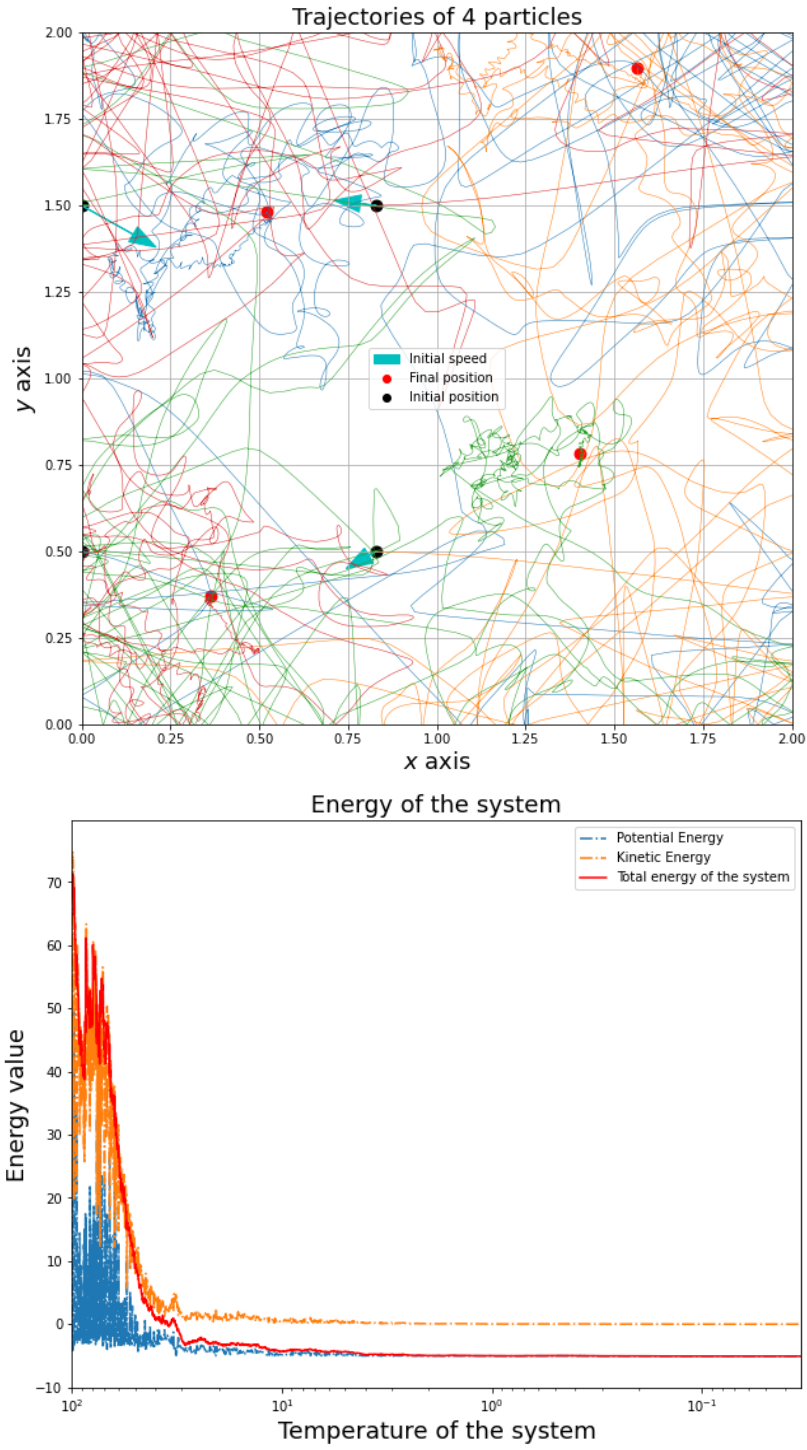 Trajectories of 4 particles
2.00
1.75
1.50
1.25
1.00
0.75
0.50
0.25
0.00
y axis
Initial speed
Final position
Initial position
0.00 0.25 0.50 0.75 1.00 1.25 1.50 1.75 2.00
x axis
Energy of the system
Potential Energy
Kinetic Energy
Total energy of the system
70
60
50
40
30
20
10
0
−10
Energy value
10² 10¹ 10⁰ 10⁻¹
Temperature of the system